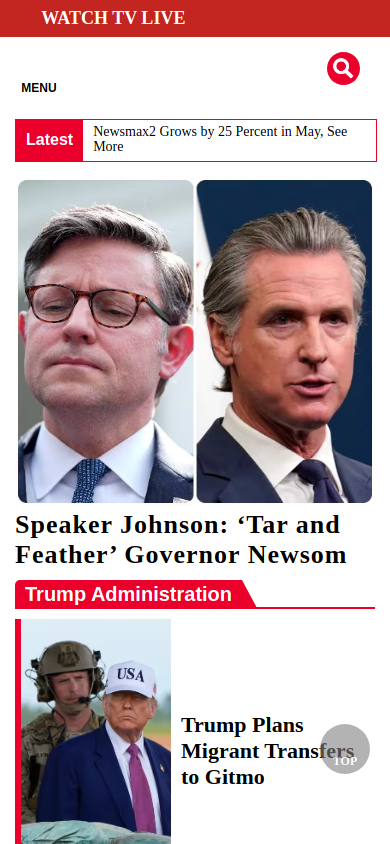 WATCH TV LIVE
MENU
Latest
Newsmax2 Grows by 25 Percent in May, See
More
Speaker Johnson: ‘Tar and
Feather’ Governor Newsom
Trump Administration
USA
Trump Plans
Migrant Transfers
to Gitmo
TOP